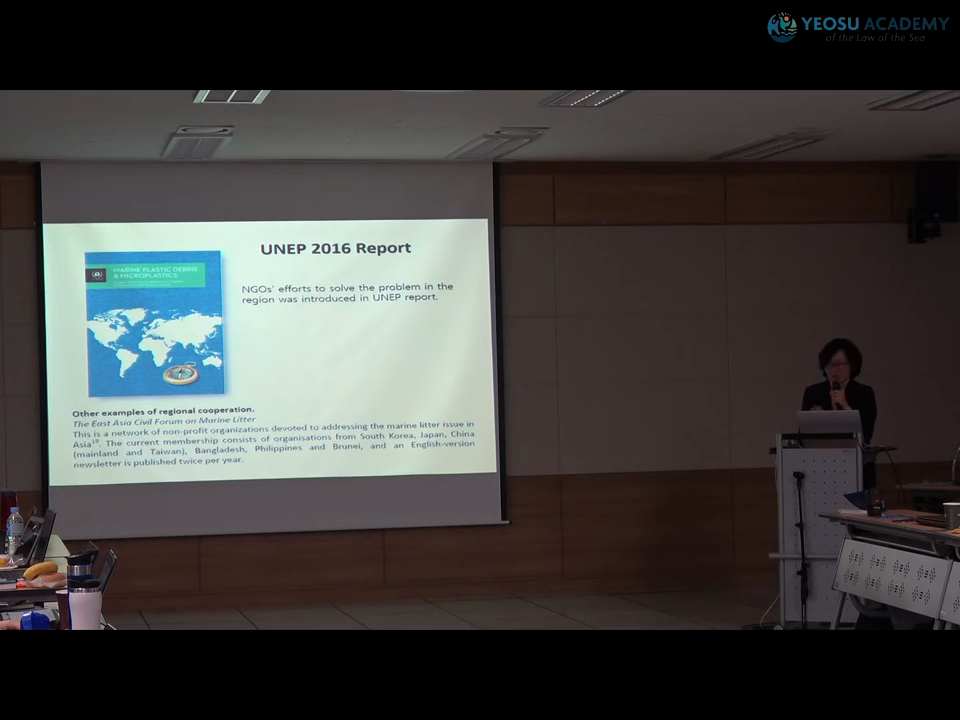 YEOSU ACADEMY
of the Law of the Sea
UNEP 2016 Report
MARINE PLASTIC DEBRIS
& MICROPLASTICS
NGOs' efforts to solve the problem in the
region was introduced in UNEP report.
Other examples of regional cooperation.
The East Asia Civil Forum on Marine Litter
This is a network of non-profit organizations devoted to addressing the marine litter issue in
Asia¹⁹. The current membership consists of organisations from South Korea, Japan, China
(mainland and Taiwan), Bangladesh, Philippines and Brunei, and an English-version
newsletter is published twice per year.